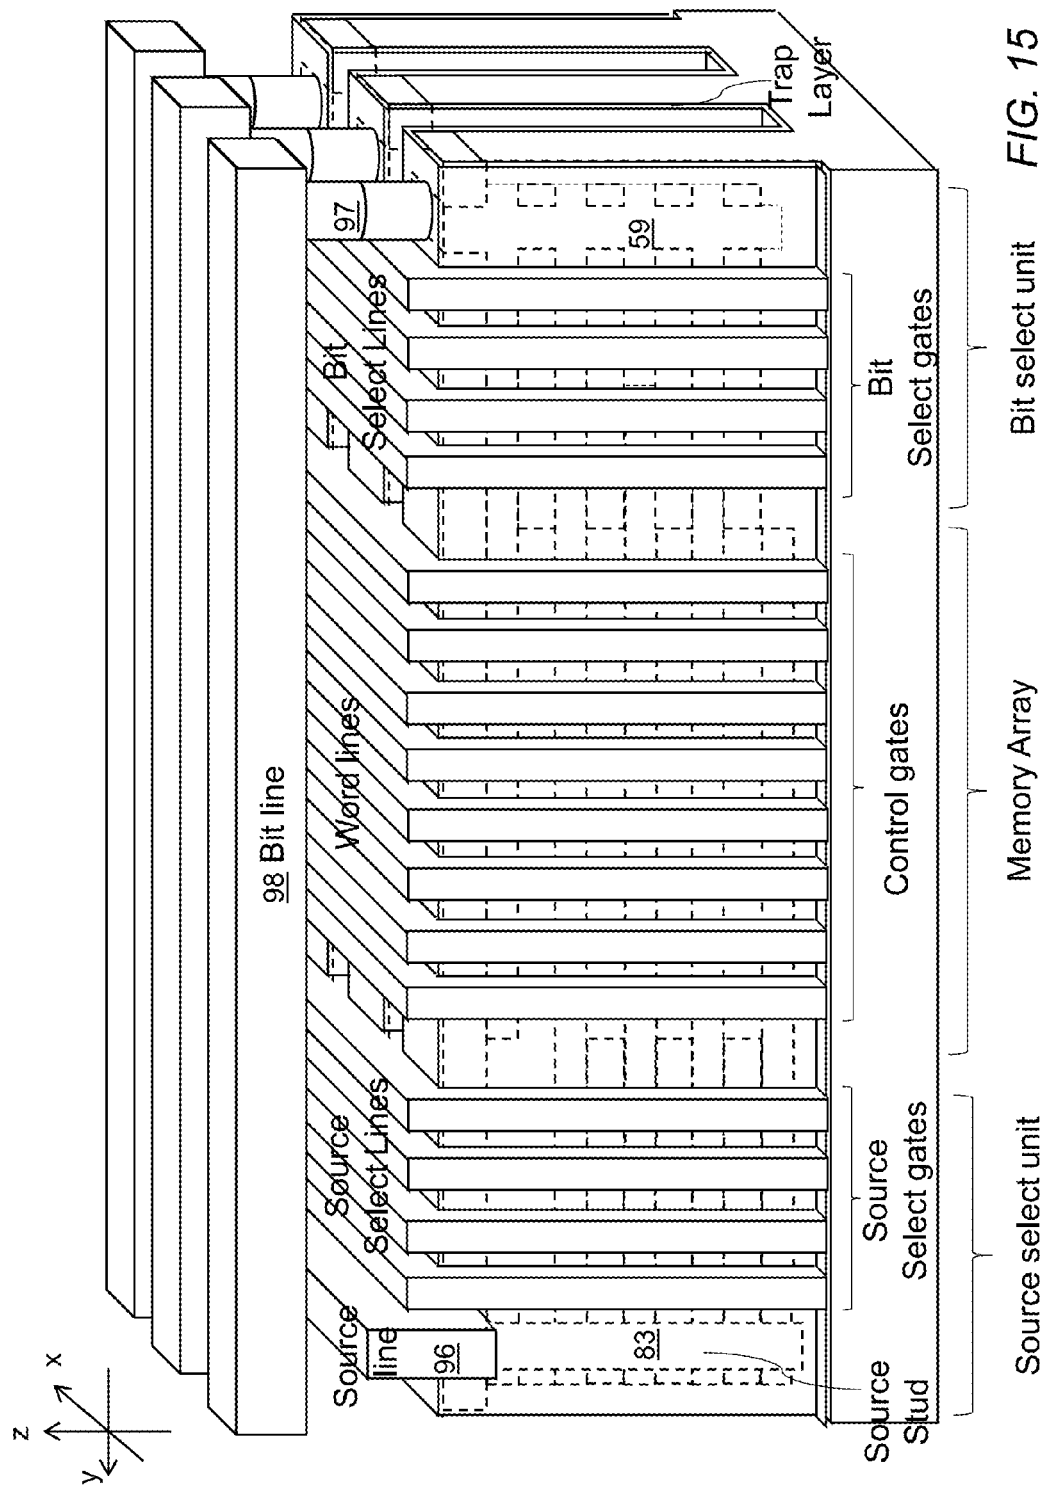 z
x
y
98 Bit line
97
Bit
Select Lines
Word lines
Source
Select Lines
Source
line
96
83
59
Trap
Layer
Source
Stud
Source
Select gates
Control gates
Bit
Select gates
Source select unit
Memory Array
Bit select unit
FIG. 15